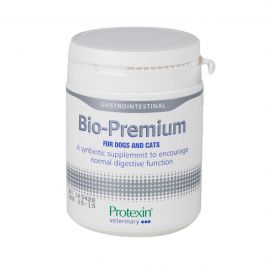 GASTROINTESTINAL
Bio-Premium
FOR DOGS AND CATS
A synbiotic supplement to encourage
normal digestive function
Protexin
veterinary